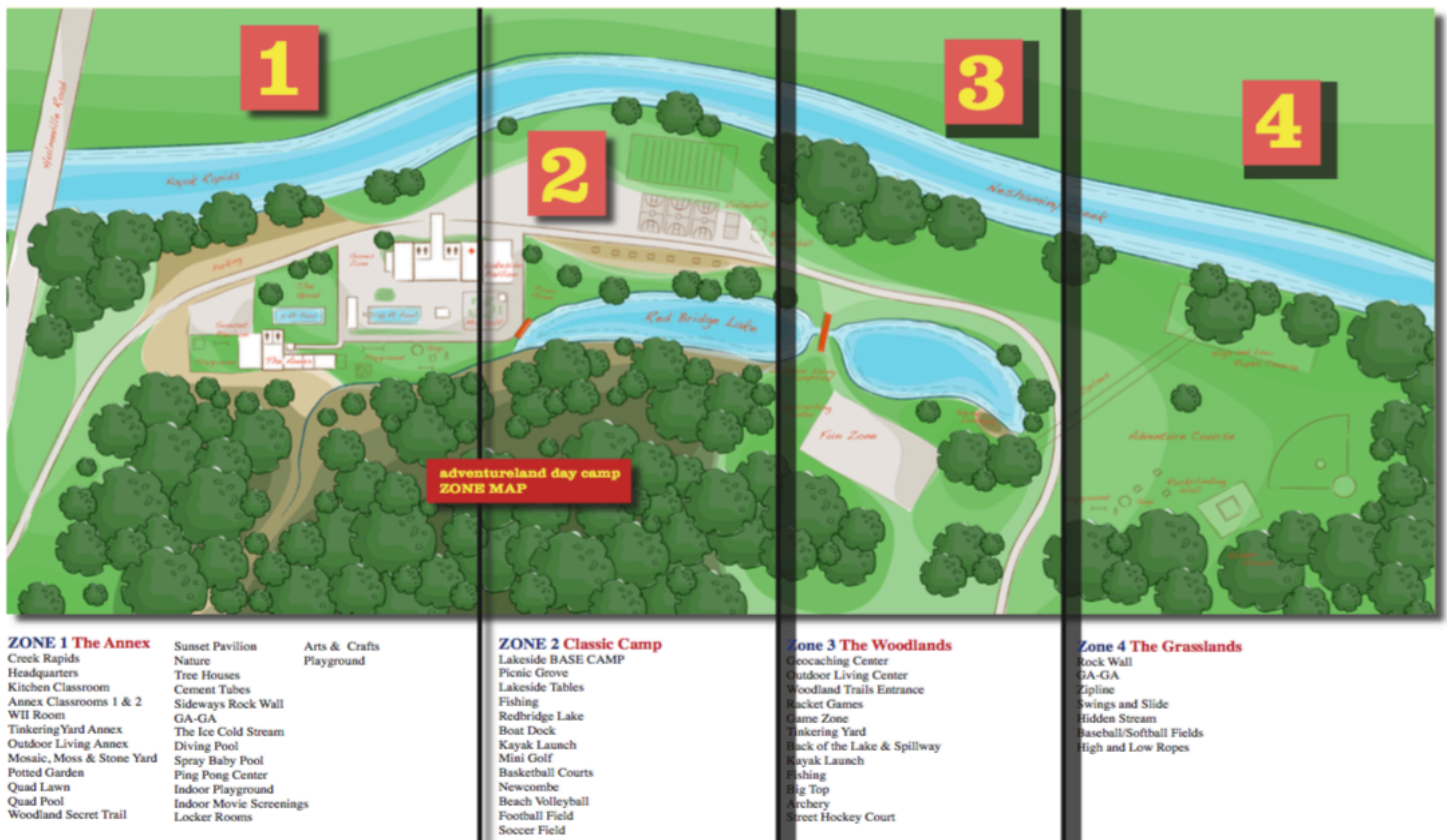 1
2
3
4
Hulmeville Road
Kayak Rapids
Neshaminy Creek
Parking
Red Bridge Lake
Fun Zone
Adventure Course
adventureland day camp
ZONE MAP
ZONE 1 The Annex
Creek Rapids
Headquarters
Kitchen Classroom
Annex Classrooms 1 & 2
WII Room
TinkeringYard Annex
Outdoor Living Annex
Mosaic, Moss & Stone Yard
Potted Garden
Quad Lawn
Quad Pool
Woodland Secret Trail
Sunset Pavilion
Nature
Tree Houses
Cement Tubes
Sideways Rock Wall
GA-GA
The Ice Cold Stream
Diving Pool
Spray Baby Pool
Ping Pong Center
Indoor Playground
Indoor Movie Screenings
Locker Rooms
Arts & Crafts
Playground
ZONE 2 Classic Camp
Lakeside BASE CAMP
Picnic Grove
Lakeside Tables
Fishing
Redbridge Lake
Boat Dock
Kayak Launch
Mini Golf
Basketball Courts
Newcombe
Beach Volleyball
Football Field
Soccer Field
Zone 3 The Woodlands
Geocaching Center
Outdoor Living Center
Woodland Trails Entrance
Racket Games
Game Zone
Tinkering Yard
Back of the Lake & Spillway
Kayak Launch
Fishing
Big Top
Archery
Street Hockey Court
Zone 4 The Grasslands
Rock Wall
GA-GA
Zipline
Swings and Slide
Hidden Stream
Baseball/Softball Fields
High and Low Ropes